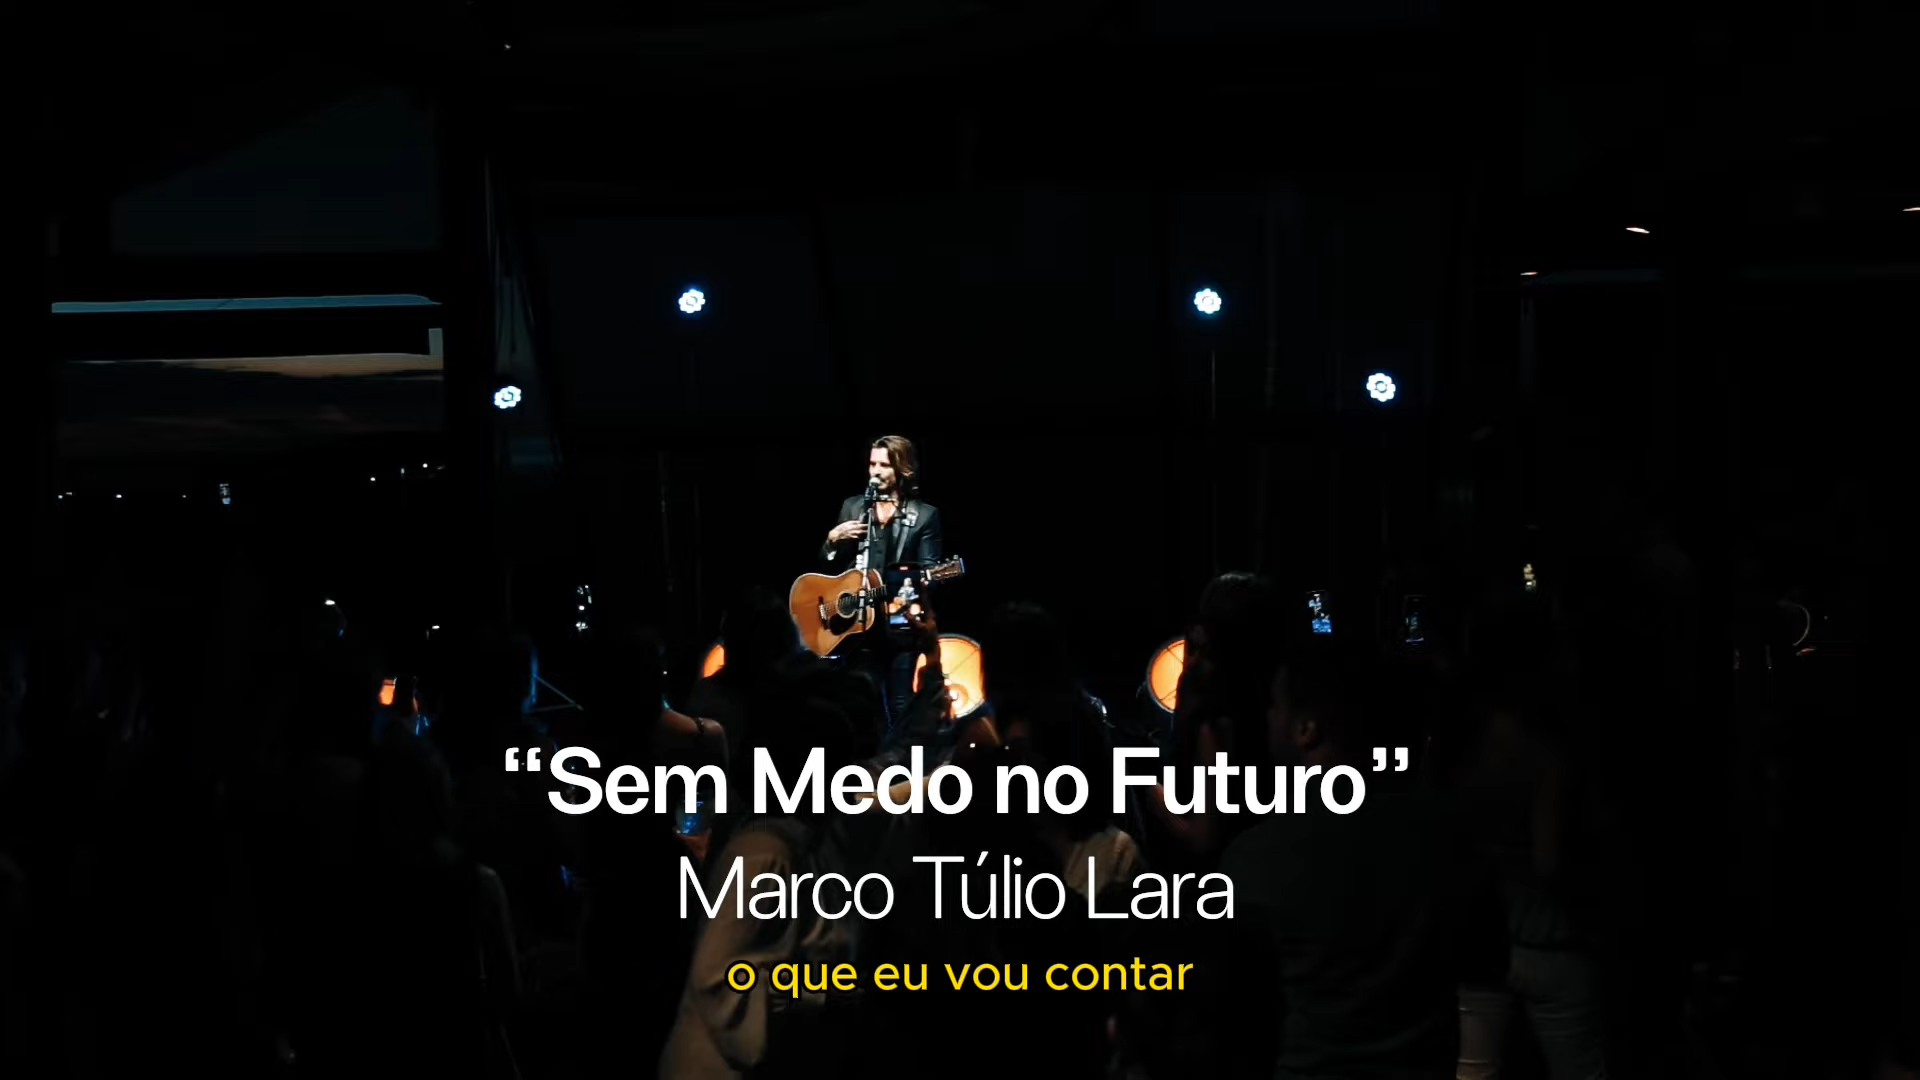 “Sem Medo no Futuro”
Marco Túlio Lara
o que eu vou contar